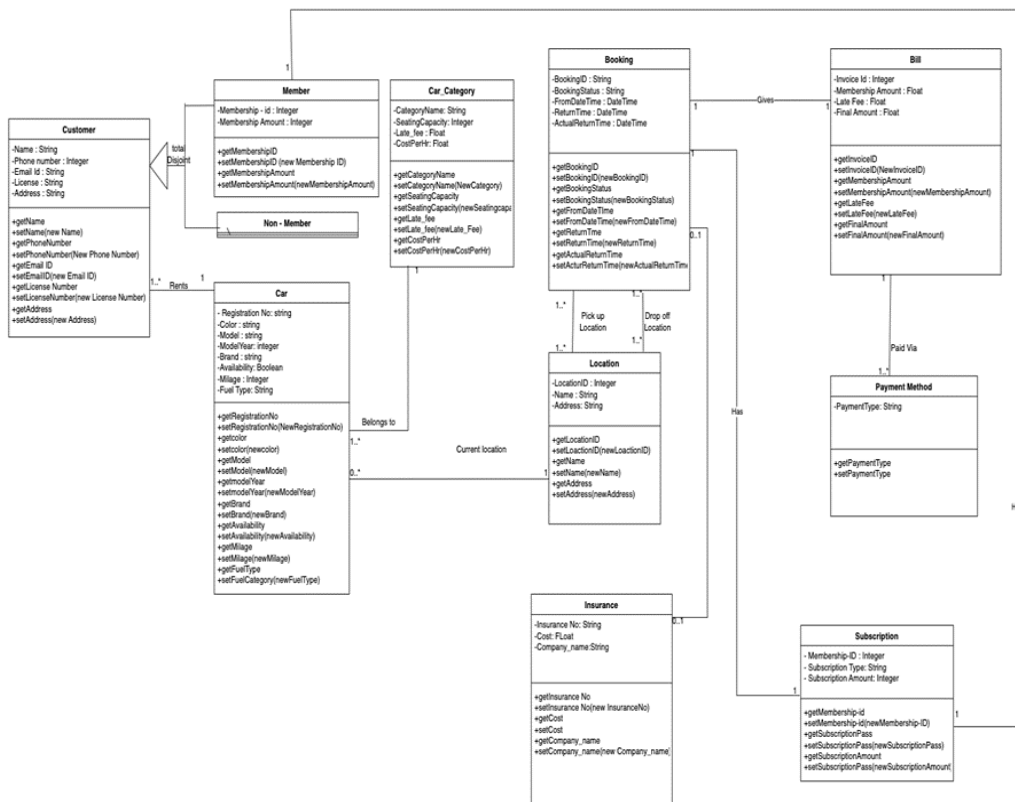 Customer
-Name : String
-Phone number : Integer
-Email Id : String
-License : String
-Address : String
+getName
+setName(new Name)
+getPhoneNumber
+setPhoneNumber(New Phone Number)
+getEmail ID
+setEmailID(new Email ID)
+getLicense Number
+setLicenseNumber(new License Number)
+getAddress
+setAddress(new Address)
total
Disjoint
1
Member
-Membership - id : Integer
-Membership Amount : Integer
+getMembershipID
+setMembershipID (new Membership ID)
+getMembershipAmount
+setMembershipAmount(newMembershipAmount)
Non - Member
1..*
Rents
1
Car
- Registration No: string
-Color : string
-Model : string
-ModelYear: integer
-Brand : string
-Availability: Boolean
-Milage : Integer
-Fuel Type: String
+getRegistrationNo
+setRegistrationNo(NewRegistrationNo)
+getcolor
+setcolor(newcolor)
+getModel
+setModel(newModel)
+getmodelYear
+setmodelYear(newModelYear)
+getBrand
+setBrand(newBrand)
+getAvailability
+setAvailability(newAvailability)
+getMilage
+setMilage(newMilage)
+getFuelType
+setFuelCategory(newFuelType)
Car_Category
-CategoryName: String
-SeatingCapacity: Integer
-Late_fee : Float
-CostPerHr: Float
+getCategoryName
+setCategoryName(NewCategory)
+getSeatingCapacity
+setSeatingCapacity(newSeatingcapa
+getLate_fee
+setLate_fee(newLate_Fee)
+getCostPerHr
+setCostPerHr(newCostPerHr)
1
Belongs to
1..*
0..*
Current location
1
Booking
-BookingID : String
-BookingStatus : String
-FromDateTime : DateTime
-ReturnTime : DateTime
-ActualReturnTime : DateTime
+getBookingID
+setBookingID(newBookingID)
+getBookingStatus
+setBookingStatus(newBookingStatus)
+getFromDateTIme
+setFromDateTime(newFromDateTime)
+getReturnTme
+setReturnTime(newReturnTime)
+getActualReturnTime
+setActurReturnTime(newActualReturnTime
1
Gives
1
1
0..1
1..*
1..*
Pick up
Location
Drop off
Location
1..*
1..*
Location
-LocationID : Integer
-Name : String
-Address: String
+getLocationID
+setLoactionID(newLoactionID)
+getName
+setName(newName)
+getAddress
+setAddress(newAddress)
Bill
-Invoice Id : Integer
-Membership Amount : Float
-Late Fee : Float
-Final Amount : Float
+getInvoiceID
+setInvoiceID(NewInvoiceID)
+getMembershipAmount
+setMembershipAmount(newMembershipAmount)
+getLateFee
+setLateFee(newLateFee)
+getFinalAmount
+setFinalAmount(newFinalAmount)
1
Paid Via
1..*
Payment Method
-PaymentType: String
+getPaymentType
+setPaymentType
Has
H
Insurance
-Insurance No: String
-Cost: FLoat
-Company_name:String
+getInsurance No
+setInsurance No(new InsuranceNo)
+getCost
+setCost
+getCompany_name
+setCompany_name(new Company_name)
0..1
Subscription
- Membership-ID : Integer
- Subscription Type: String
- Subscription Amount: Integer
+getMembership-id
+setMembership-id(newMembership-ID)
+getSubscriptionPass
+setSubscriptionPass(newSubscriptionPass)
+getSubscriptionAmount
+setSubscriptionPass(newSubscriptionAmount
1
1